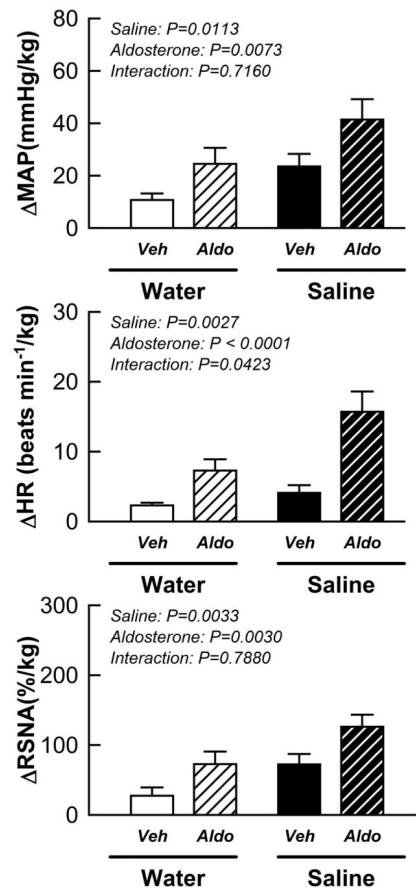 Saline: P=0.0113
Aldosterone: P=0.0073
Interaction: P=0.7160
ΔMAP(mmHg/kg)
80
60
40
20
0
Veh Aldo Veh Aldo
Water Saline
Saline: P=0.0027
Aldosterone: P < 0.0001
Interaction: P=0.0423
ΔHR (beats min⁻¹/kg)
30
20
10
0
Veh Aldo Veh Aldo
Water Saline
Saline: P=0.0033
Aldosterone: P=0.0030
Interaction: P=0.7880
ΔRSNA(%/kg)
300
200
100
0
Veh Aldo Veh Aldo
Water Saline